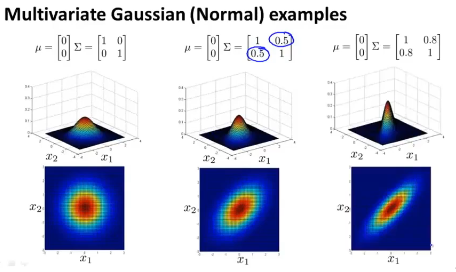 Multivariate Gaussian (Normal) examples
μ = [0 0] Σ = [1 0 0 1]
μ = [0 0] Σ = [1 0.5 0.5 1]
μ = [0 0] Σ = [1 0.8 0.8 1]
x₂ x₁
x₂ x₁
x₂ x₁
x₂
x₁
x₂
x₁
x₂
x₁